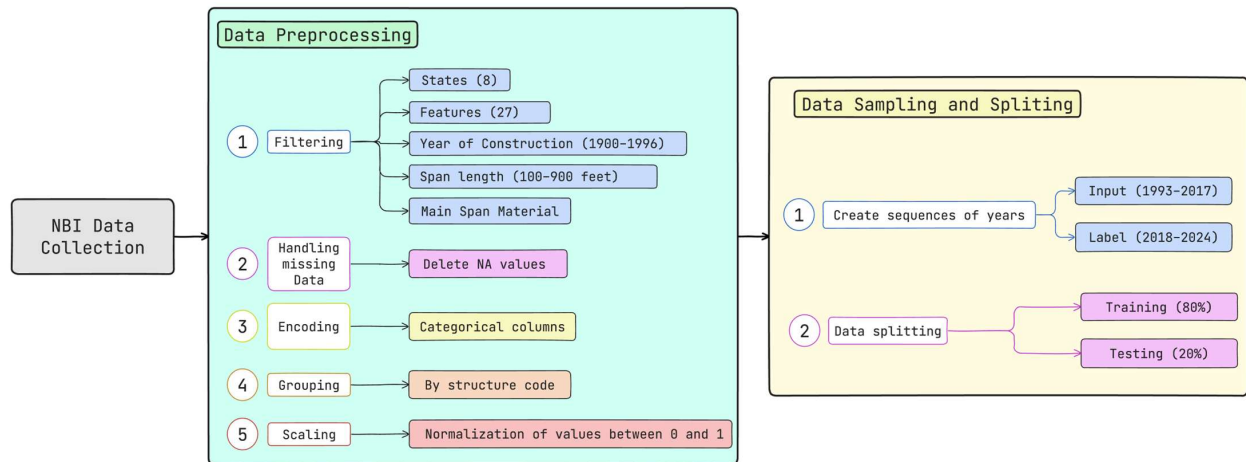 NBI Data
Collection
Data Preprocessing
1
Filtering
States (8)
Features (27)
Year of Construction (1900-1996)
Span length (100-900 feet)
Main Span Material
2
Handling
missing
Data
Delete NA values
3
Encoding
Categorical columns
4
Grouping
By structure code
5
Scaling
Normalization of values between 0 and 1
Data Sampling and Spliting
1
Create sequences of years
Input (1993-2017)
Label (2018-2024)
2
Data splitting
Training (80%)
Testing (20%)